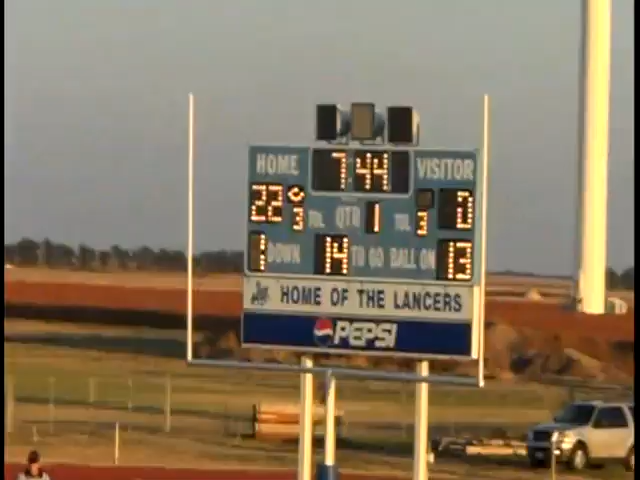 HOME 7:44 VISITOR
22 3 TOL QTR 1 TOL 3 0
1 DOWN 14 TO GO BALL ON 13
HOME OF THE LANCERS
PEPSI